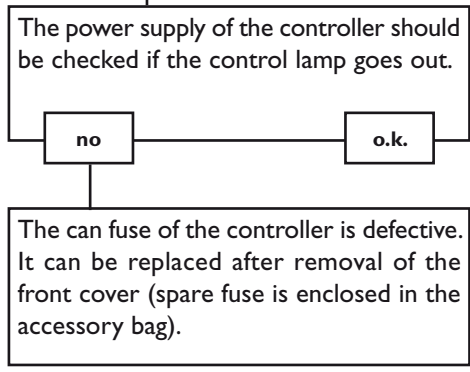 The power supply of the controller should
be checked if the control lamp goes out.
no
o.k.
The can fuse of the controller is defective.
It can be replaced after removal of the
front cover (spare fuse is enclosed in the
accessory bag).